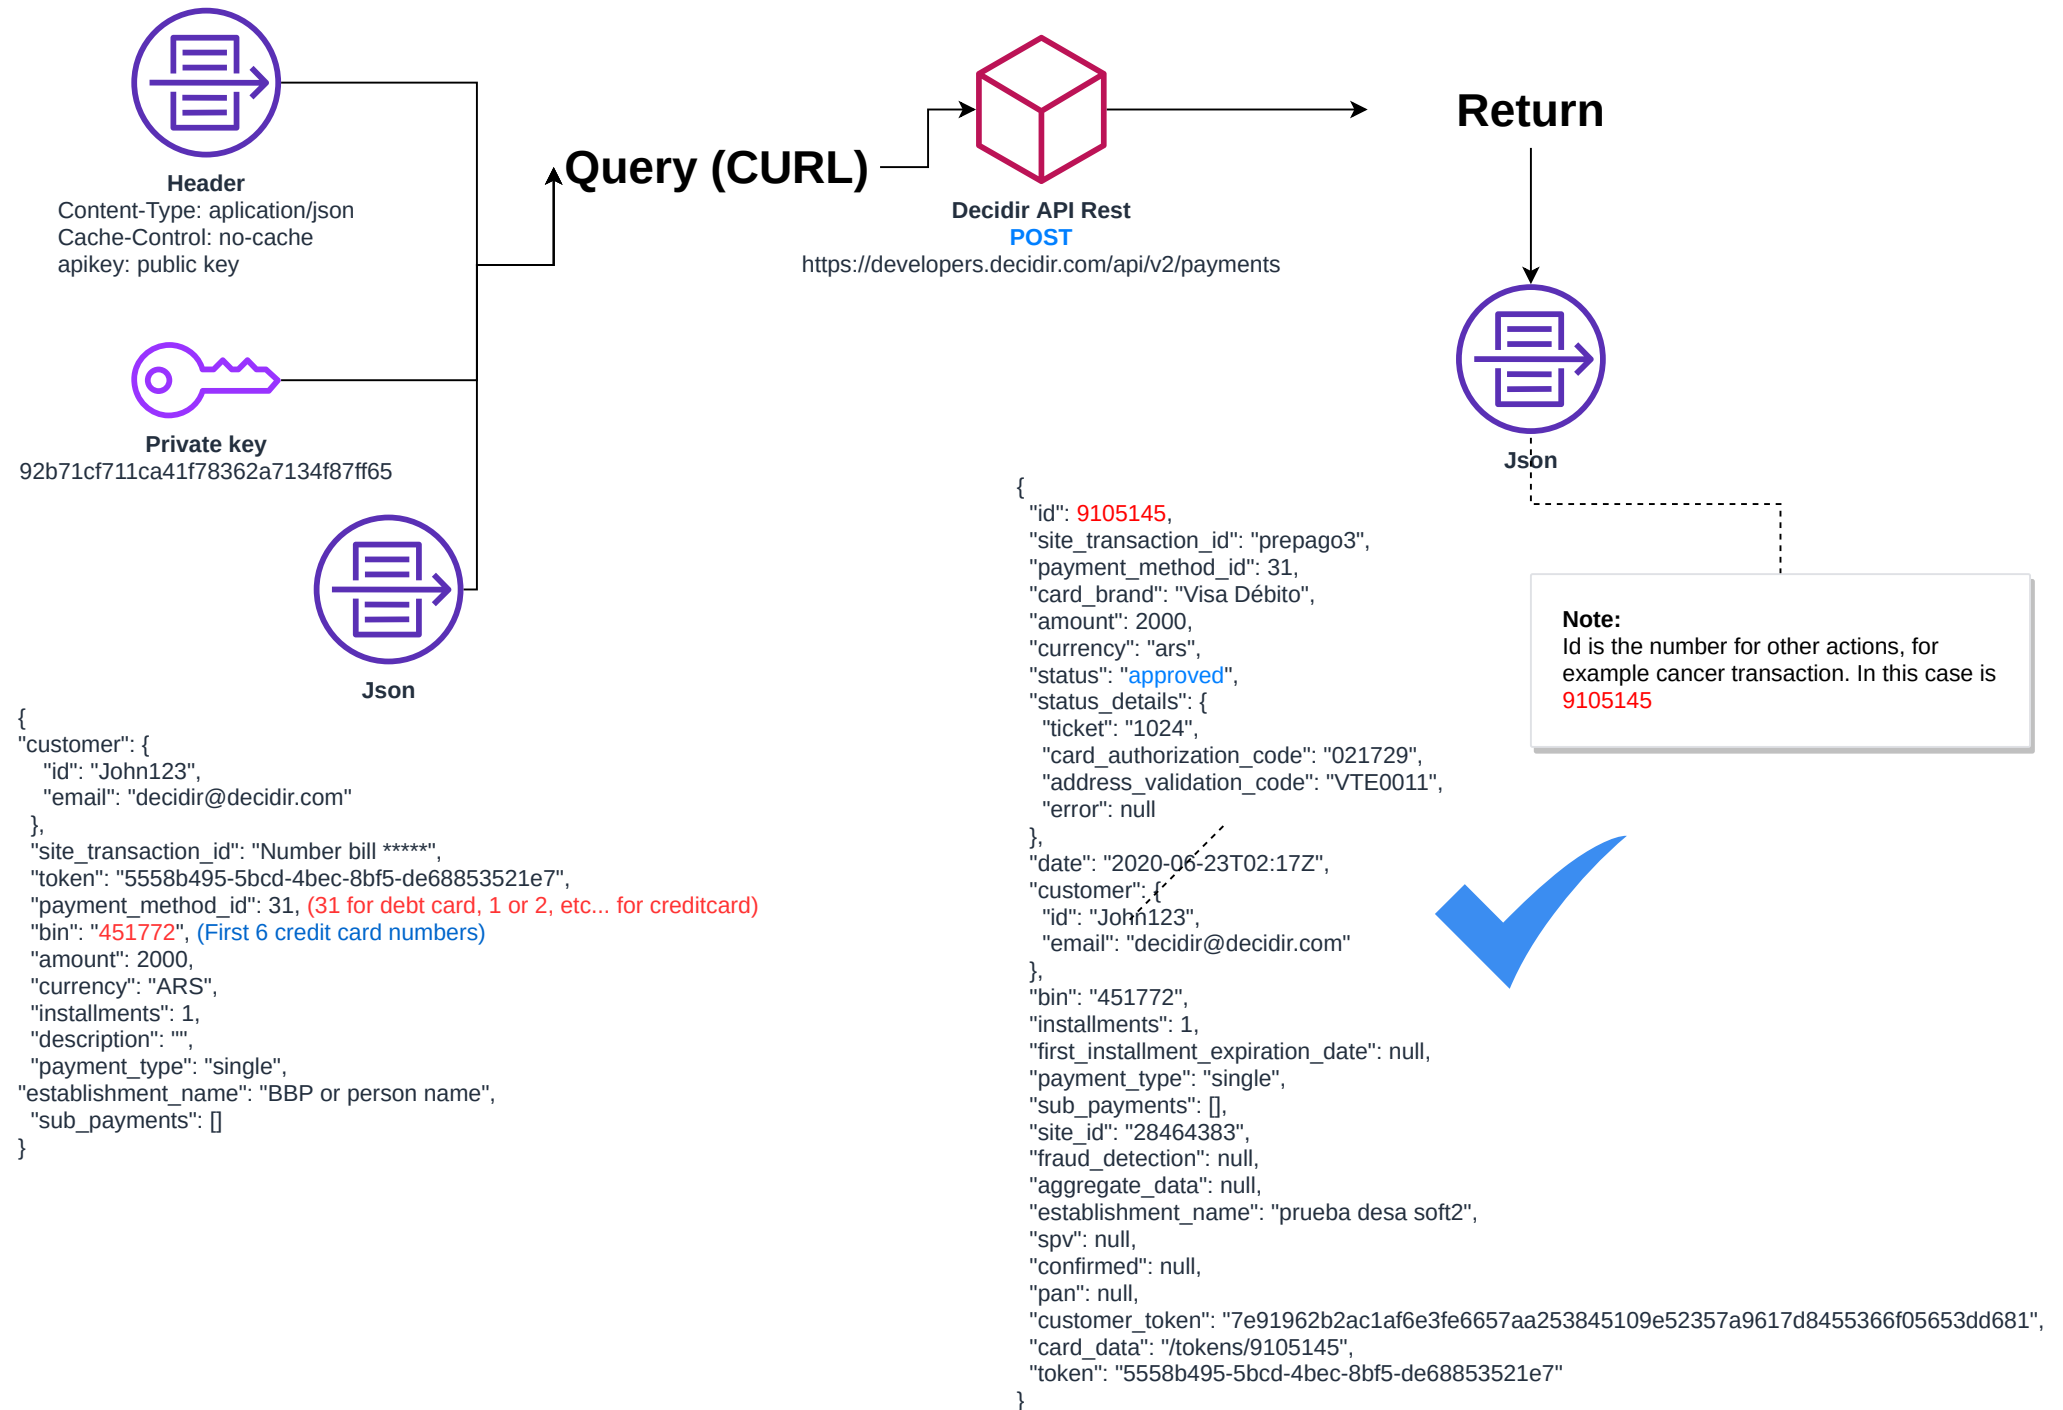 Header
Content-Type: aplication/json
Cache-Control: no-cache
apikey: public key
Private key
92b71cf711ca41f78362a7134f87ff65
Json
{
"customer": {
"id": "John123",
"email": "decidir@decidir.com"
},
"site_transaction_id": "Number bill *****",
"token": "5558b495-5bcd-4bec-8bf5-de68853521e7",
"payment_method_id": 31, (31 for debt card, 1 or 2, etc... for creditcard)
"bin": "451772", (First 6 credit card numbers)
"amount": 2000,
"currency": "ARS",
"installments": 1,
"description": "",
"payment_type": "single",
"establishment_name": "BBP or person name",
"sub_payments": []
}
Query (CURL)
Decidir API Rest
POST
https://developers.decidir.com/api/v2/payments
Return
Json
{
"id": 9105145,
"site_transaction_id": "prepago3",
"payment_method_id": 31,
"card_brand": "Visa Débito",
"amount": 2000,
"currency": "ars",
"status": "approved",
"status_details": {
"ticket": "1024",
"card_authorization_code": "021729",
"address_validation_code": "VTE0011",
"error": null
},
"date": "2020-06-23T02:17Z",
"customer": {
"id": "John123",
"email": "decidir@decidir.com"
},
"bin": "451772",
"installments": 1,
"first_installment_expiration_date": null,
"payment_type": "single",
"sub_payments": [],
"site_id": "28464383",
"fraud_detection": null,
"aggregate_data": null,
"establishment_name": "prueba desa soft2",
"spv": null,
"confirmed": null,
"pan": null,
"customer_token": "7e91962b2ac1af6e3fe6657aa253845109e52357a9617d8455366f05653dd681",
"card_data": "/tokens/9105145",
"token": "5558b495-5bcd-4bec-8bf5-de68853521e7"
}
Note:
Id is the number for other actions, for
example cancer transaction. In this case is
9105145